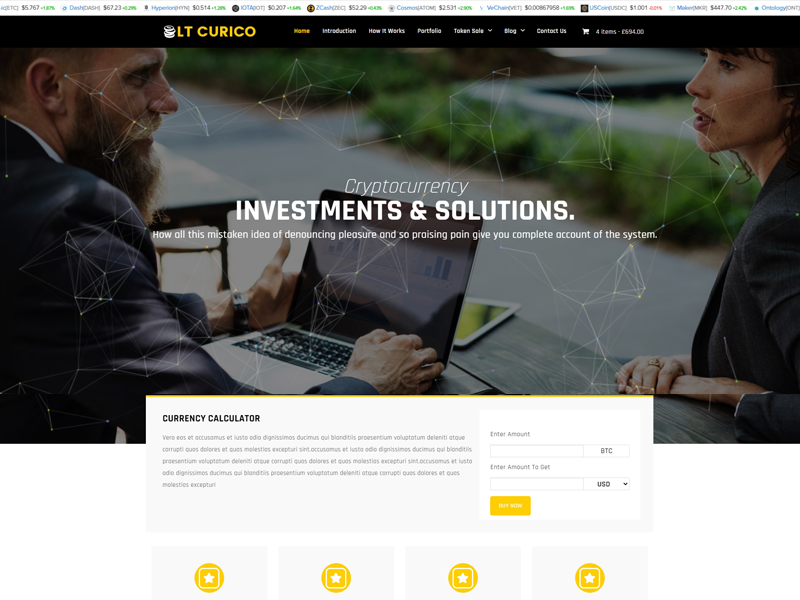 [ETC] $5.767 +1.87% Dash[DASH] $67.23 +0.29% Hyperion[HYN] $0.514 +1.28% IOTA[IOT] $0.207 +1.64% ZCash[ZEC] $52.29 +0.43% Cosmos[ATOM] $2.531 +2.90% VeChain[VET] $0.00867958 +1.69% USCoin[USDC] $1.001 -0.01% Maker[MKR] $447.70 +2.42% Ontology[ONT]
LT CURICO Home Introduction How It Works Portfolio Token Sale Blog Contact Us 4 items - £694.00
Cryptocurrency
INVESTMENTS & SOLUTIONS.
How all this mistaken idea of denouncing pleasure and so praising pain give you complete account of the system.
CURRENCY CALCULATOR
Vero eos et accusamus et iusto odio dignissimos ducimus qui blanditiis praesentium voluptatum deleniti atque
corrupti quos dolores et quas molestias excepturi sint.accusamus et iusto odio dignissimos ducimus qui blanditiis
praesentium voluptatum deleniti atque corrupti quos dolores et quas molestias excepturi sint.accusamus et iusto
odio dignissimos ducimus qui blanditiis praesentium voluptatum deleniti atque corrupti quos dolores et quas
molestias excepturi
Enter Amount
BTC
Enter Amount To Get
USD
BUY NOW